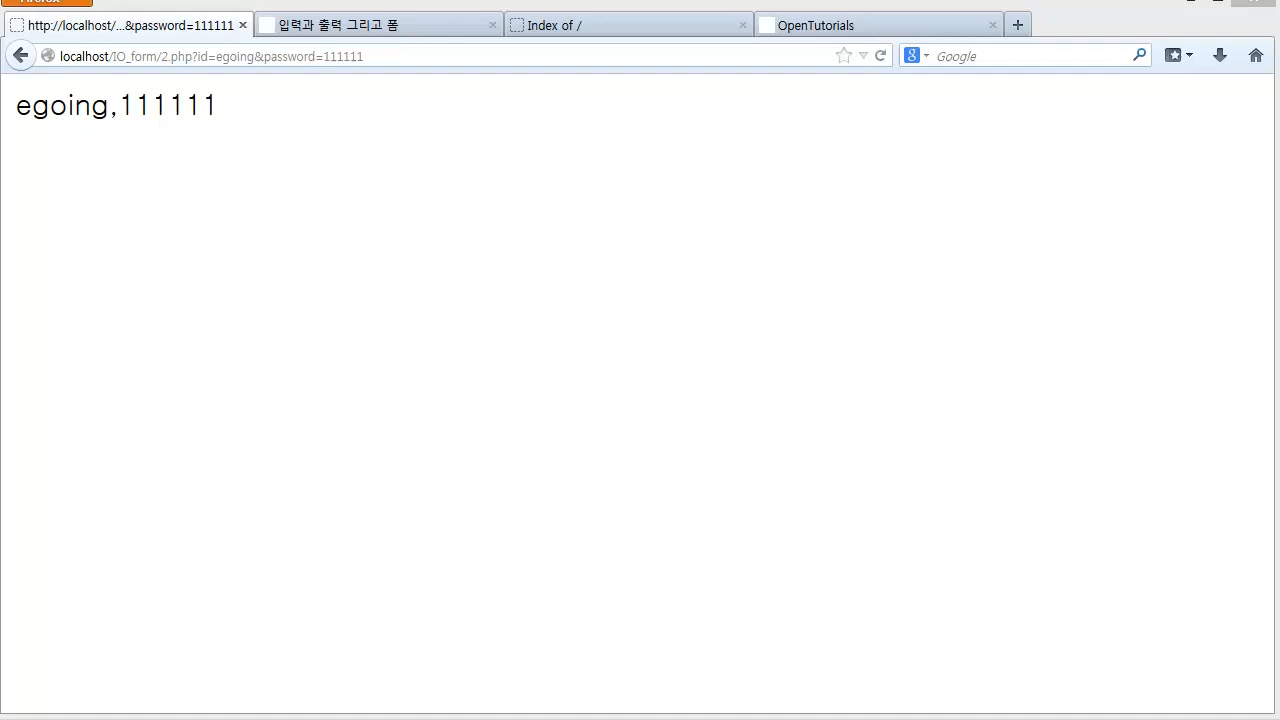 Firefox
http://localhost/...&password=111111
입력과 출력 그리고 폼
Index of /
OpenTutorials
localhost/IO_form/2.php?id=egoing&password=111111
Google
egoing,111111